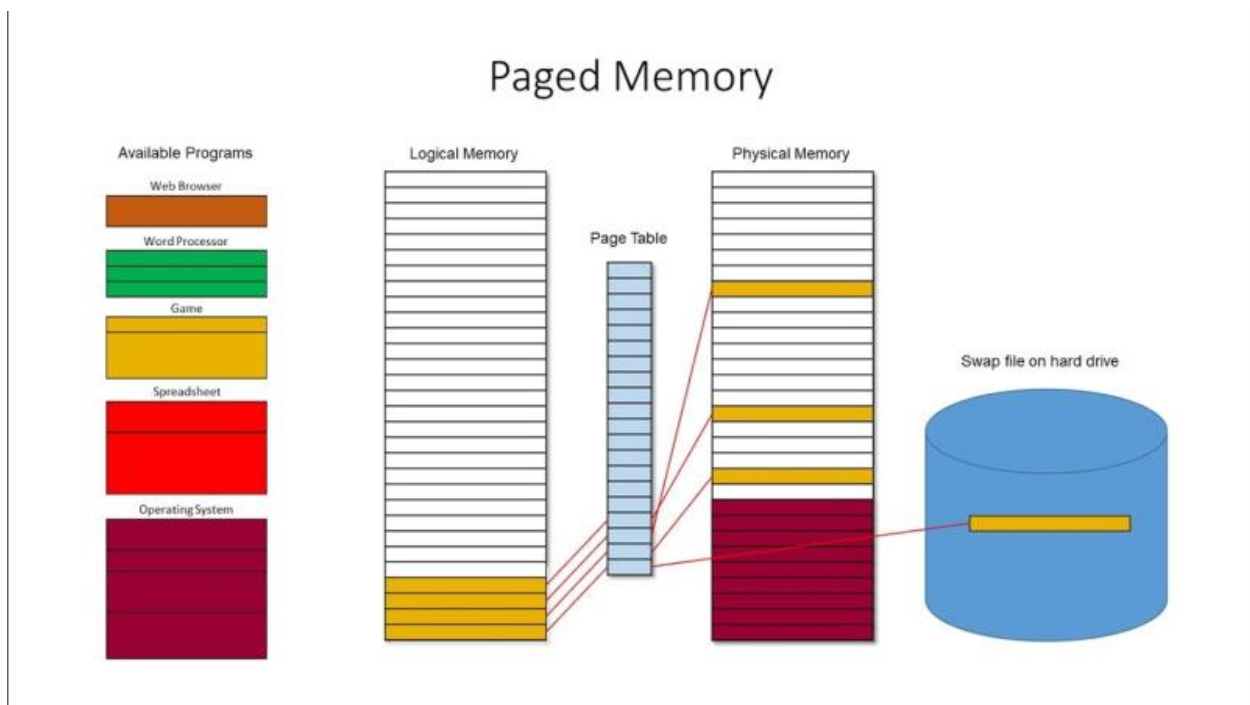 Paged Memory
Available Programs
Web Browser
Word Processor
Game
Spreadsheet
Operating System
Logical Memory
Page Table
Physical Memory
Swap file on hard drive